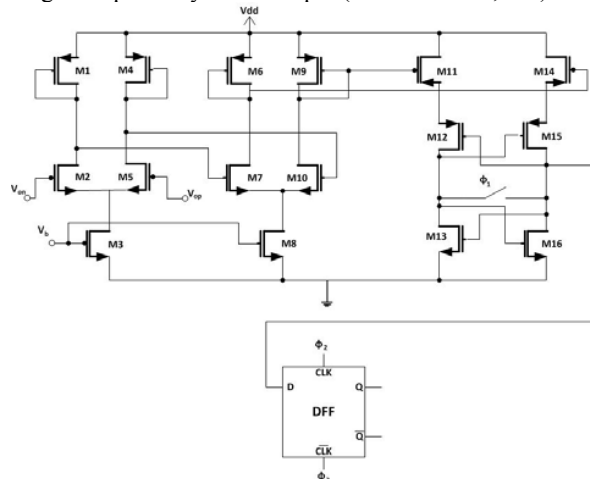 Vdd
M1 M4 M6 M9 M11 M14
M12 M15
M2 M5 M7 M10
Von Vop ϕ1
Vb M3 M8 M13 M16
ϕ2
CLK
D Q
DFF
Q̅
C̅L̅K̅